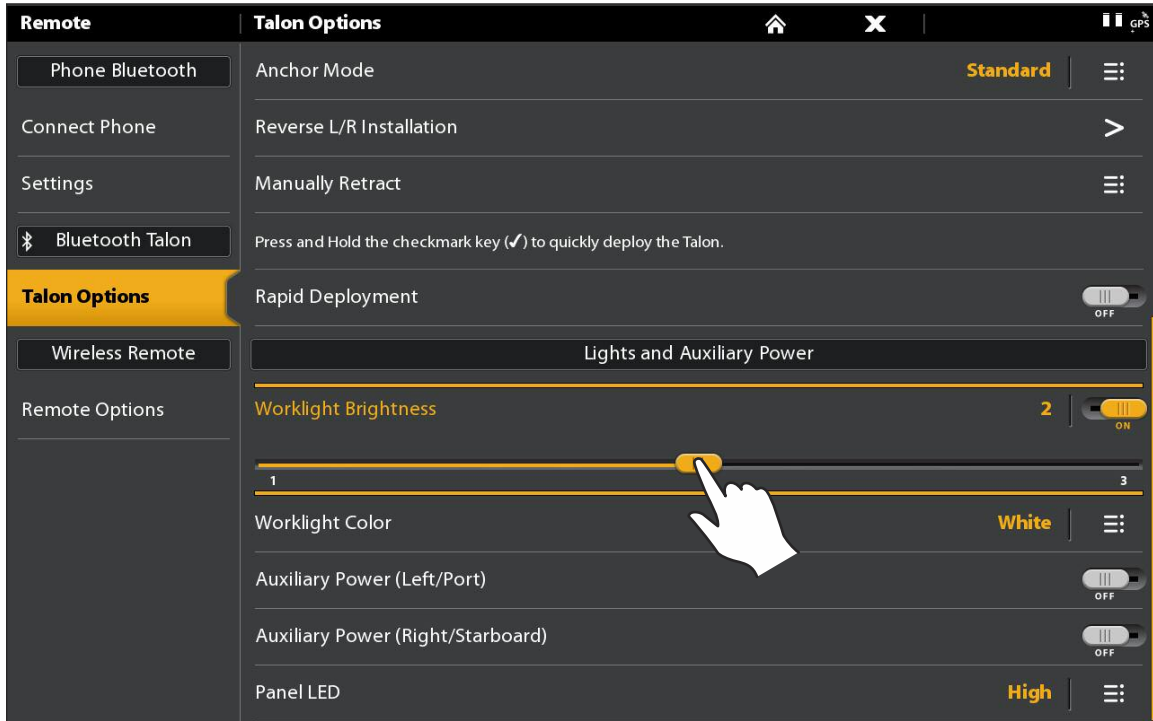 Remote
Talon Options
GPS
Phone Bluetooth
Connect Phone
Settings
Bluetooth Talon
Talon Options
Wireless Remote
Remote Options
Anchor Mode Standard
Reverse L/R Installation >
Manually Retract
Press and Hold the checkmark key (✓) to quickly deploy the Talon.
Rapid Deployment OFF
Lights and Auxiliary Power
Worklight Brightness 2 ON
1 3
Worklight Color White
Auxiliary Power (Left/Port) OFF
Auxiliary Power (Right/Starboard) OFF
Panel LED High